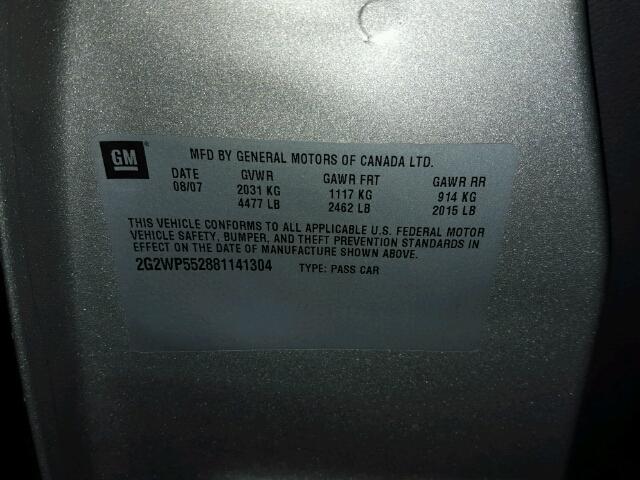 GM
MFD BY GENERAL MOTORS OF CANADA LTD.
DATE GVWR GAWR FRT GAWR RR
08/07 2031 KG 1117 KG 914 KG
4477 LB 2462 LB 2015 LB
THIS VEHICLE CONFORMS TO ALL APPLICABLE U.S. FEDERAL MOTOR
VEHICLE SAFETY, BUMPER, AND THEFT PREVENTION STANDARDS IN
EFFECT ON THE DATE OF MANUFACTURE SHOWN ABOVE.
2G2WP552881141304 TYPE: PASS CAR